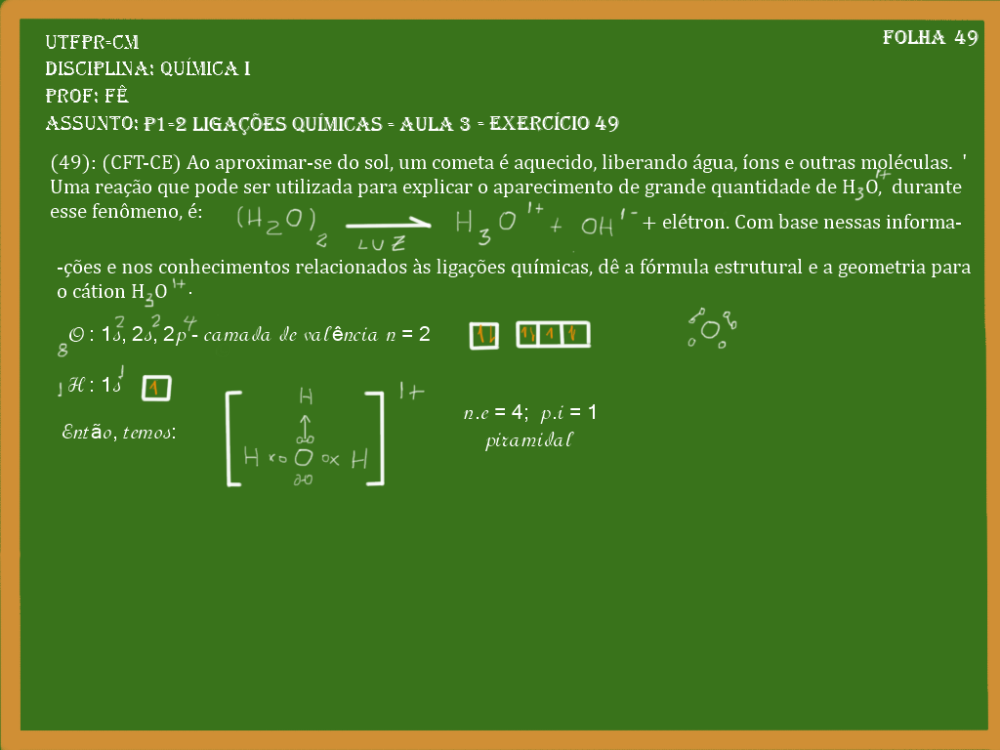 UTFPR-CM
FOLHA 49
DISCIPLINA: QUÍMICA I
PROF: FÊ
ASSUNTO: P1-2 LIGAÇÕES QUÍMICAS - AULA 3 - EXERCÍCIO 49
(49): (CFT-CE) Ao aproximar-se do sol, um cometa é aquecido, liberando água, íons e outras moléculas. '
Uma reação que pode ser utilizada para explicar o aparecimento de grande quantidade de H₃O¹⁺, durante
esse fenômeno, é: (H₂O)₂ LUZ H₃O¹⁺ + OH¹⁻ + elétron. Com base nessas informa-
-ções e nos conhecimentos relacionados às ligações químicas, dê a fórmula estrutural e a geometria para
o cátion H₃O¹⁺.
₈O : 1s², 2s², 2p⁴ - camada de valência n = 2
₁H : 1s¹
Então, temos:
[H 1+
H xo O ox H]
n.e = 4; p.i = 1
piramidal